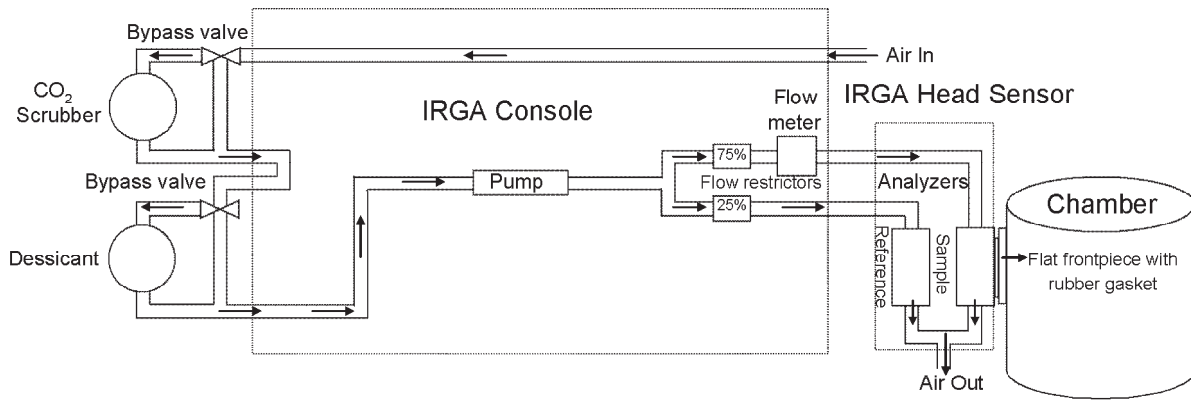 Bypass valve
Air In
CO₂
Scrubber
IRGA Console
IRGA Head Sensor
Flow
meter
75%
Bypass valve
Pump
Flow restrictors
Analyzers
25%
Chamber
Dessicant
Reference
Sample
Flat frontpiece with
rubber gasket
Air Out